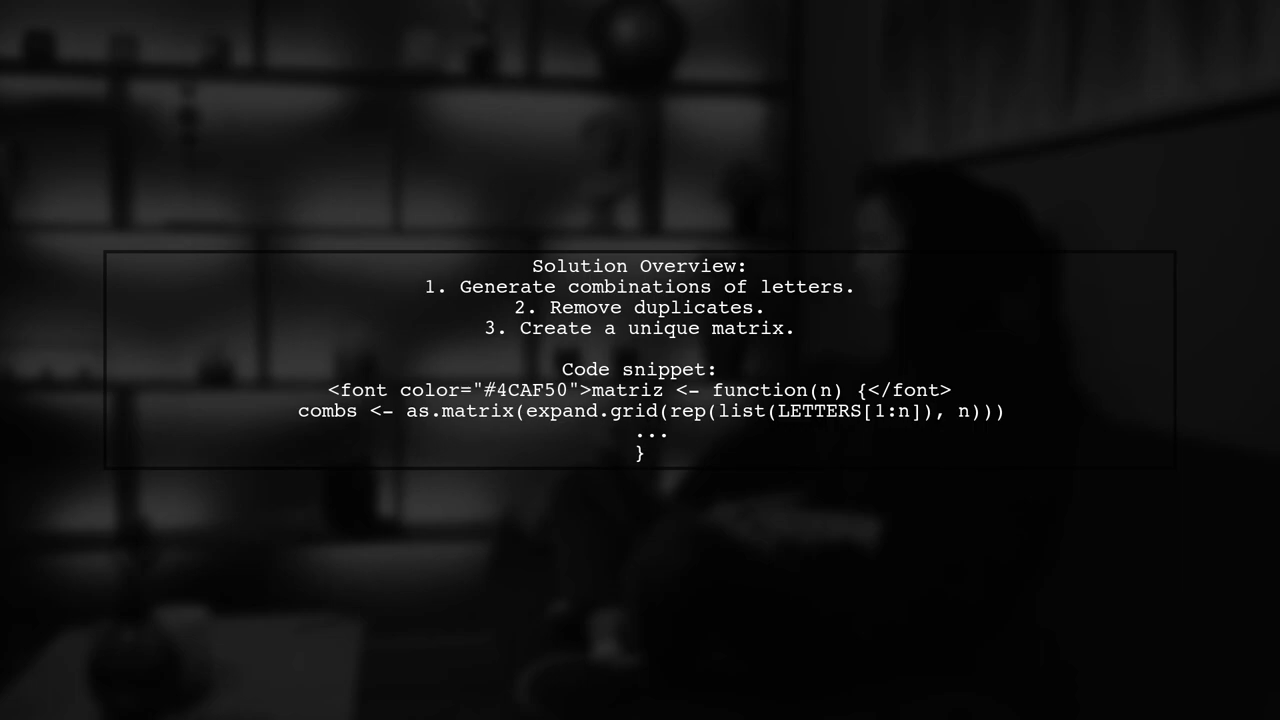 Solution Overview:
1. Generate combinations of letters.
2. Remove duplicates.
3. Create a unique matrix.
Code snippet:
<font color="#4CAF50">matriz <- function(n) {</font>
combs <- as.matrix(expand.grid(rep(list(LETTERS[1:n]), n)))
...
}